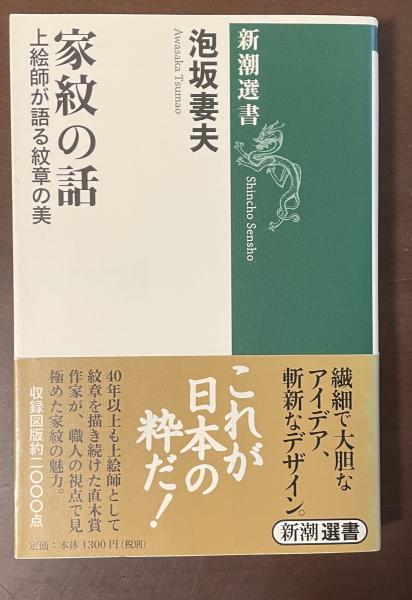 新潮選書
Shincho Sensho
泡坂妻夫
Awasaka Tsumao
家紋の話
上絵師が語る紋章の美
繊細で大胆な
アイデア、
斬新なデザイン。
これが
日本の
粋だ!
40年以上も上絵師として
紋章を描き続けた直木賞
作家が、職人の視点で見
極めた家紋の魅力。
収録図版約二〇〇〇点
新潮選書
定価:本体1300円(税別)